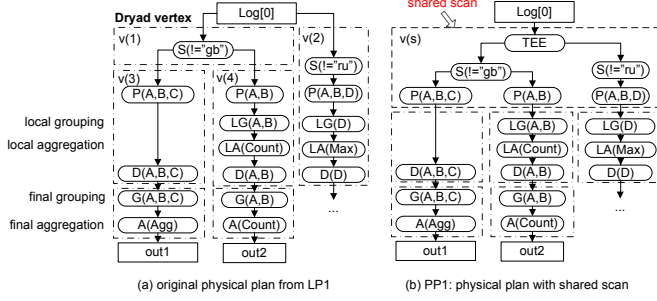 shared scan
Dryad vertex
Log[0]
v(1)
S(!="gb")
v(2)
S(!="ru")
v(3)
v(4)
P(A,B,C)
P(A,B)
P(A,B,D)
local grouping
LG(A,B)
LG(D)
local aggregation
LA(Count)
LA(Max)
D(A,B,C)
D(A,B)
D(D)
final grouping
G(A,B,C)
G(A,B)
...
final aggregation
A(Agg)
A(Count)
out1
out2
(a) original physical plan from LP1
Log[0]
v(s)
TEE
S(!="gb")
S(!="ru")
P(A,B,C)
P(A,B)
P(A,B,D)
LG(A,B)
LG(D)
LA(Count)
LA(Max)
D(A,B,C)
D(A,B)
D(D)
G(A,B,C)
G(A,B)
...
A(Agg)
A(Count)
out1
out2
(b) PP1: physical plan with shared scan